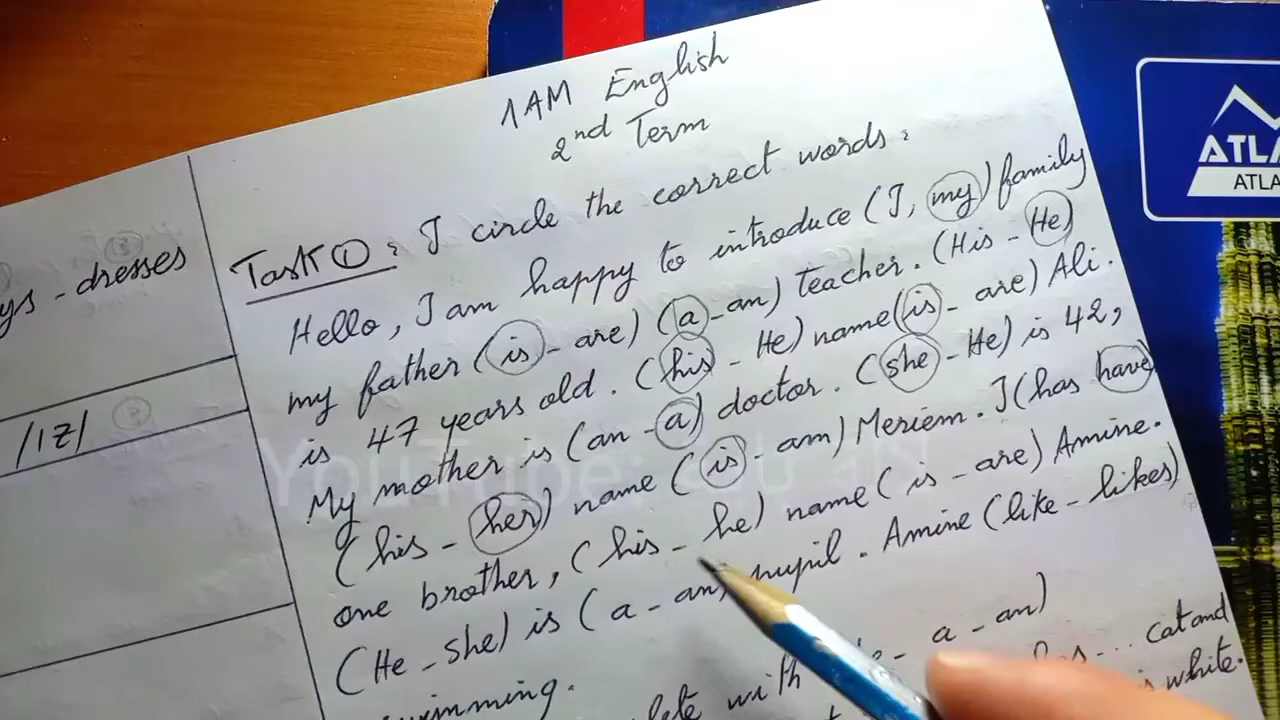 1AM English
2nd Term
Task ① : I circle the correct words :
Hello, I am happy to introduce (I, my) family
my father (is - are) (a - an) teacher. (His - He)
is 47 years old. (his - He) name (is - are) Ali.
My mother is (an - a) doctor. (she - He) is 42,
(his - her) name (is - am) Meriem. I (has have)
one brother, (his - he) name (is - are) Amine.
(He - she) is (a - an) pupil. Amine (like - likes)
swimming.
with
a - an)
cat and
white.
ys - dresses
/ız/
YouTube
ATLA
ATLA